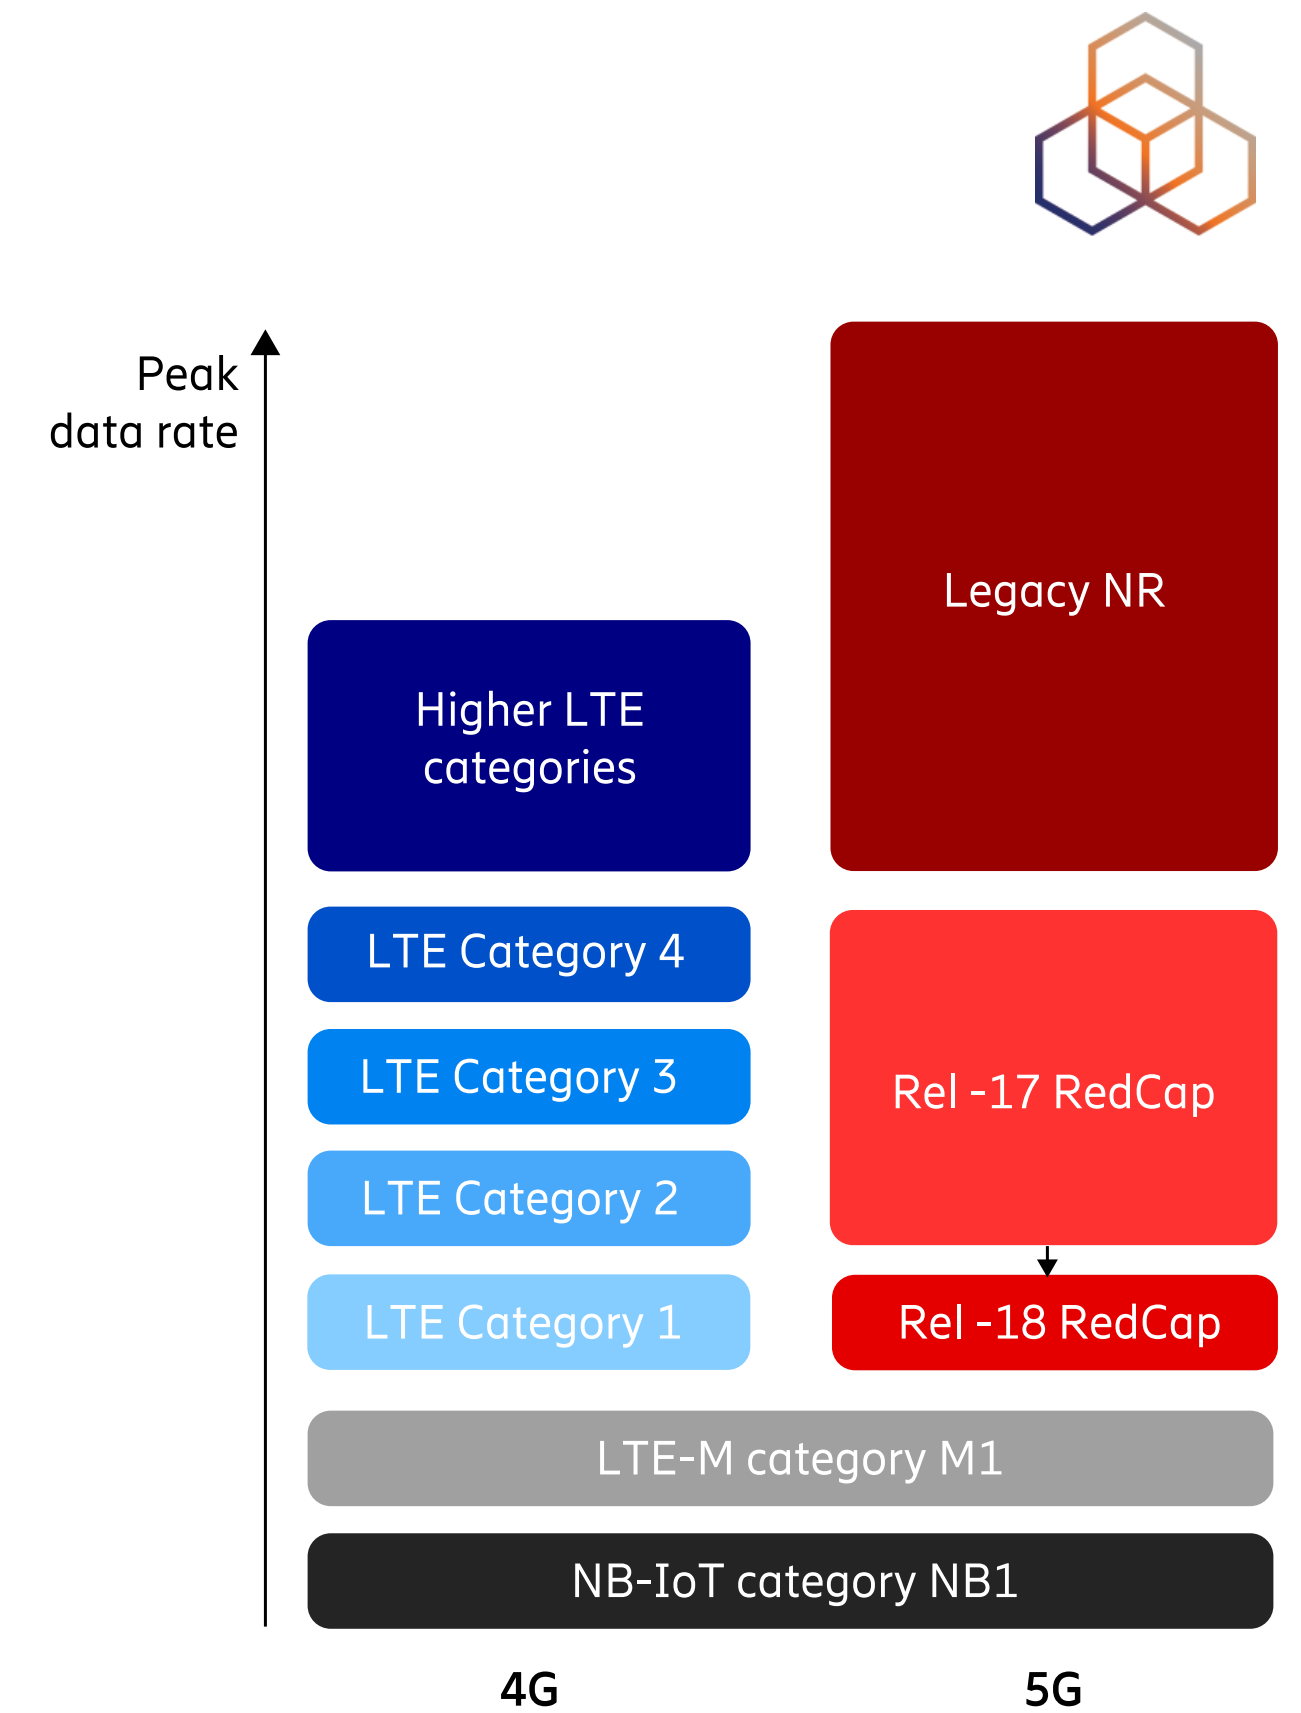 Peak
data rate
Legacy NR
Higher LTE
categories
LTE Category 4
LTE Category 3
Rel -17 RedCap
LTE Category 2
LTE Category 1
Rel -18 RedCap
LTE-M category M1
NB-IoT category NB1
4G
5G